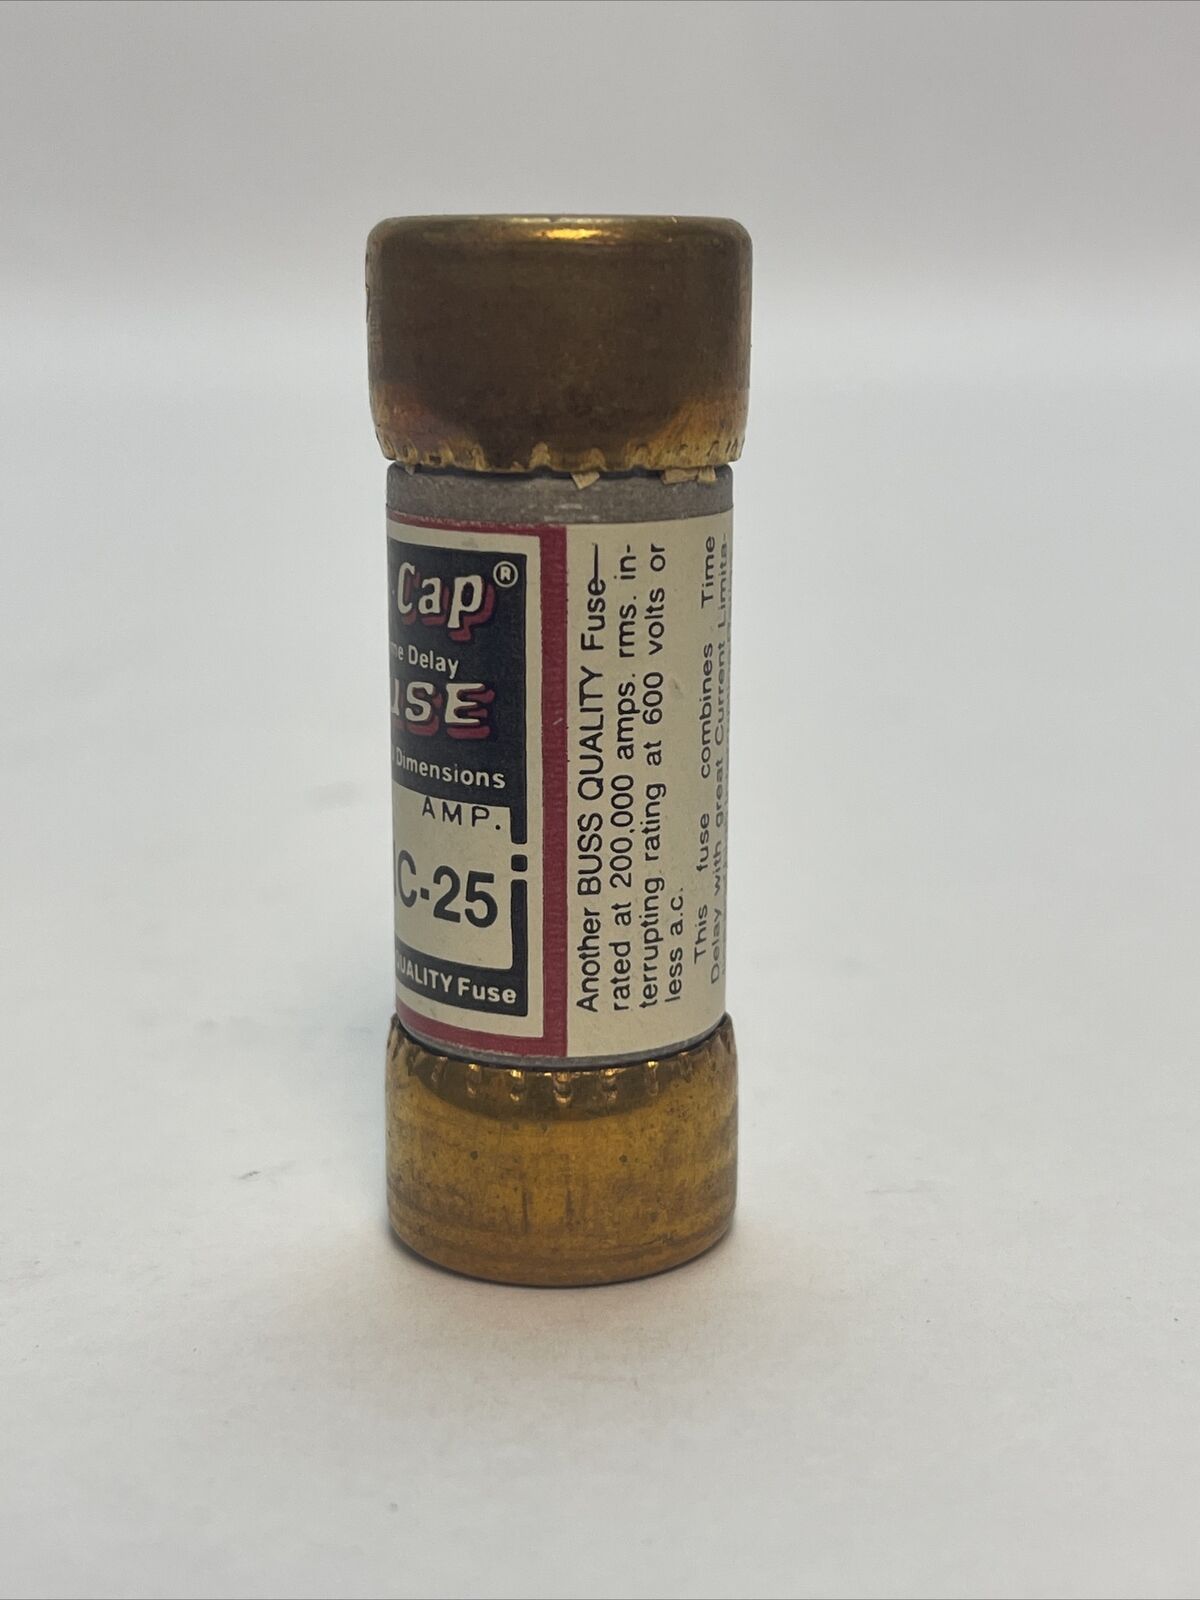 Cap®
me Delay
USE
Dimensions
AMP.
C-25
QUALITY Fuse
Another BUSS QUALITY Fuse—
rated at 200,000 amps. rms. in-
terrupting rating at 600 volts or
less a.c.
This fuse combines Time
Delay with great Current Limita-